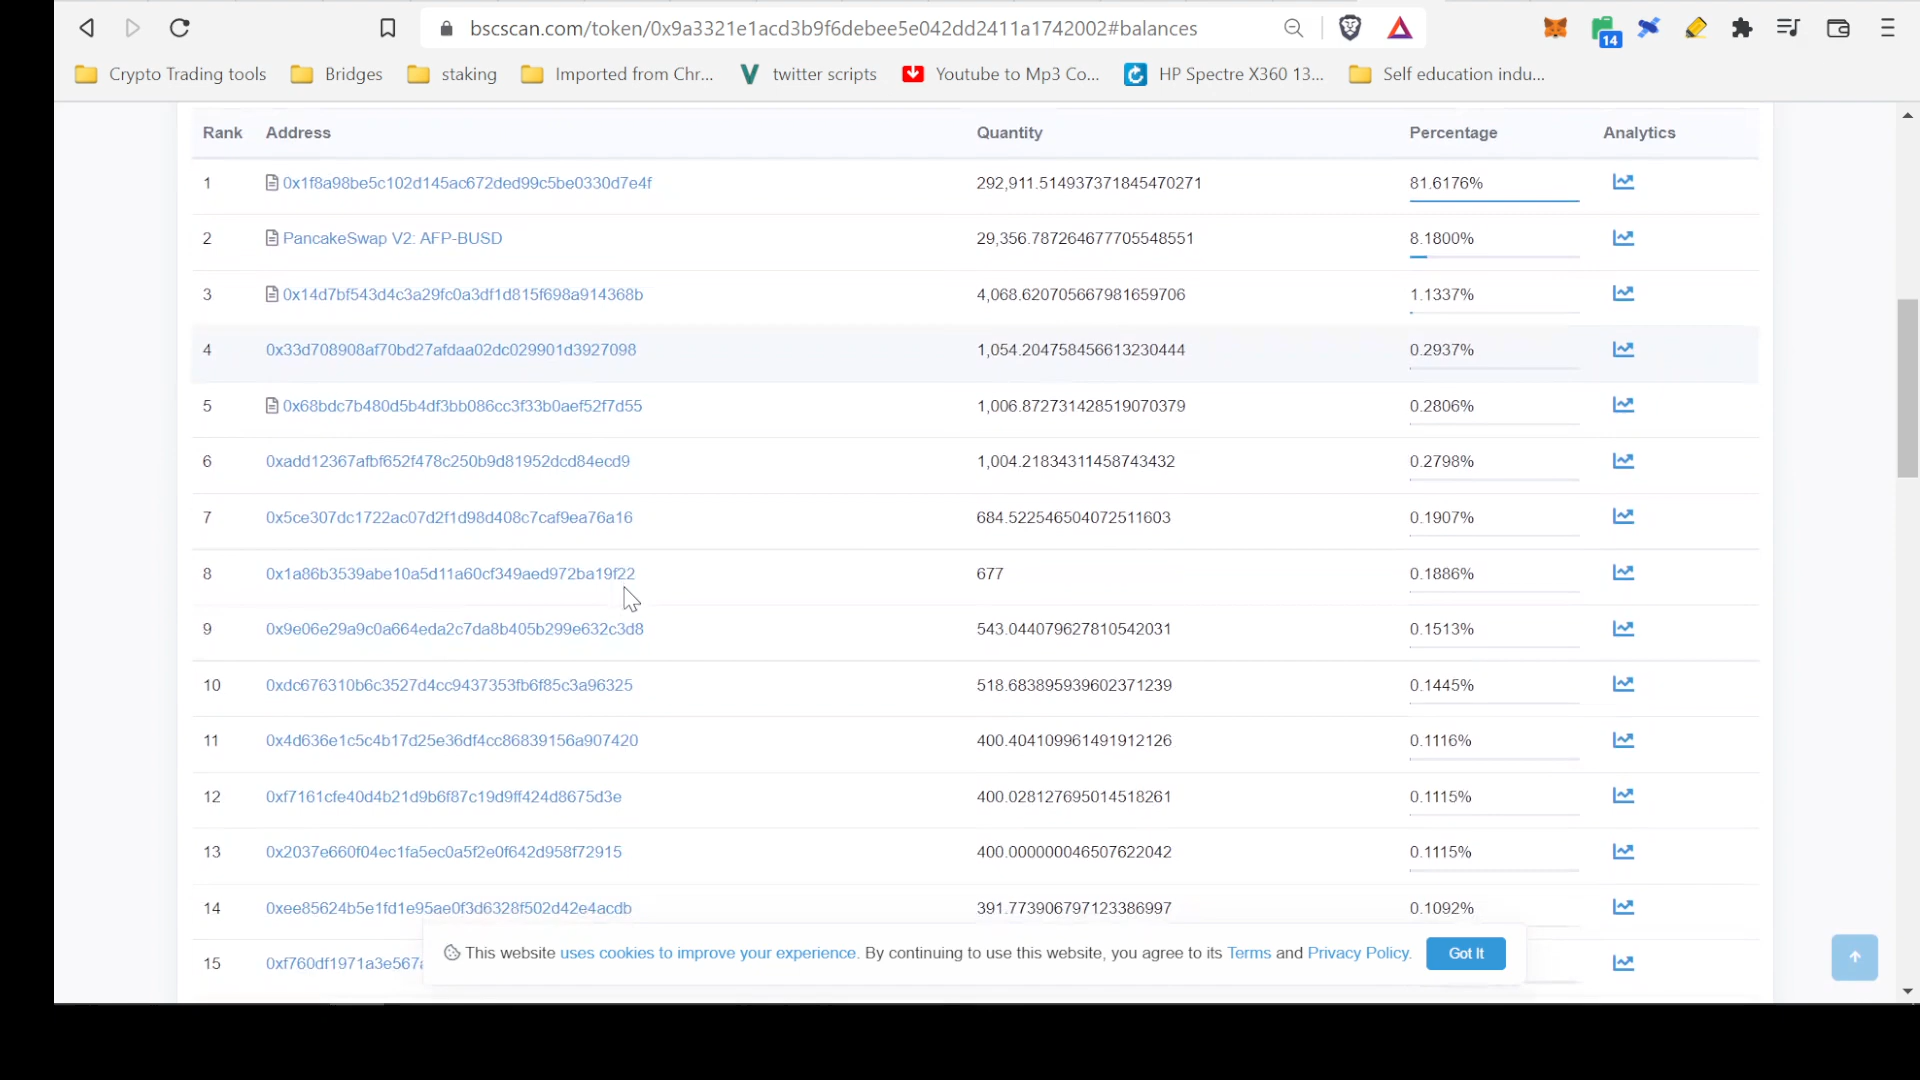 bscscan.com/token/0x9a3321e1acd3b9f6debee5e042dd2411a1742002#balances
14
Crypto Trading tools Bridges staking Imported from Chr... twitter scripts Youtube to Mp3 Co... HP Spectre X360 13... Self education indu...
Rank Address Quantity Percentage Analytics
1 0x1f8a98be5c102d145ac672ded99c5be0330d7e4f 292,911.514937371845470271 81.6176%
2 PancakeSwap V2: AFP-BUSD 29,356.787264677705548551 8.1800%
3 0x14d7bf543d4c3a29fc0a3df1d815f698a914368b 4,068.620705667981659706 1.1337%
4 0x33d708908af70bd27afdaa02dc029901d3927098 1,054.204758456613230444 0.2937%
5 0x68bdc7b480d5b4df3bb086cc3f33b0aef52f7d55 1,006.872731428519070379 0.2806%
6 0xadd12367afbf652f478c250b9d81952dcd84ecd9 1,004.21834311458743432 0.2798%
7 0x5ce307dc1722ac07d2f1d98d408c7caf9ea76a16 684.522546504072511603 0.1907%
8 0x1a86b3539abe10a5d11a60cf349aed972ba19f22 677 0.1886%
9 0x9e06e29a9c0a664eda2c7da8b405b299e632c3d8 543.044079627810542031 0.1513%
10 0xdc676310b6c3527d4cc9437353fb6f85c3a96325 518.683895939602371239 0.1445%
11 0x4d636e1c5c4b17d25e36df4cc86839156a907420 400.404109961491912126 0.1116%
12 0xf7161cfe40d4b21d9b6f87c19d9ff424d8675d3e 400.028127695014518261 0.1115%
13 0x2037e660f04ec1fa5ec0a5f2e0f642d958f72915 400.000000046507622042 0.1115%
14 0xee85624b5e1fd1e95ae0f3d6328f502d42e4acdb 391.773906797123386997 0.1092%
15 0xf760df1971a3e567
This website uses cookies to improve your experience. By continuing to use this website, you agree to its Terms and Privacy Policy. Got It